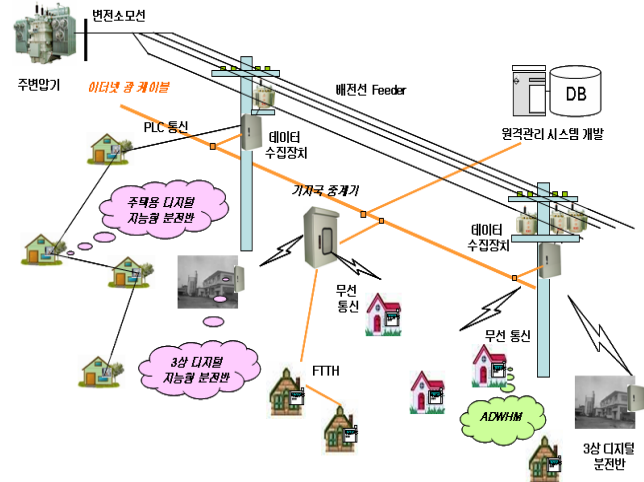 변전소모선
주변압기
이더넷 광 케이블
배전선 Feeder
DB
원격관리 시스템 개발
PLC 통신
데이터
수집장치
기지국 중계기
주택용 디지털
지능형 분전반
데이터
수집장치
무선
통신
무선 통신
3상 디지털
지능형 분전반
FTTH
ADWHM
3상 디지털
분전반